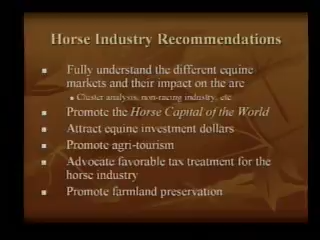 Horse Industry Recommendations
Fully understand the different equine
markets and their impact on the are
Cluster analysis, non-racing industry, etc
Promote the Horse Capital of the World
Attract equine investment dollars
Promote agri-tourism
Advocate favorable tax treatment for the
horse industry
Promote farmland preservation